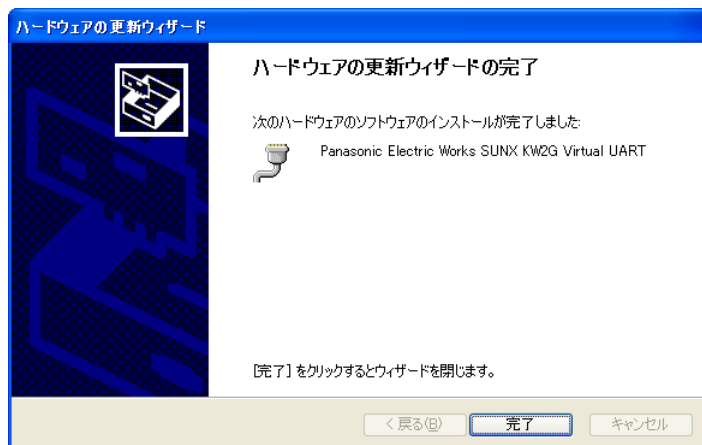 ハードウェアの更新ウィザード
ハードウェアの更新ウィザードの完了
次のハードウェアのソフトウェアのインストールが完了しました:
Panasonic Electric Works SUNX KW2G Virtual UART
[完了] をクリックするとウィザードを閉じます。
< 戻る(B)
完了
キャンセル